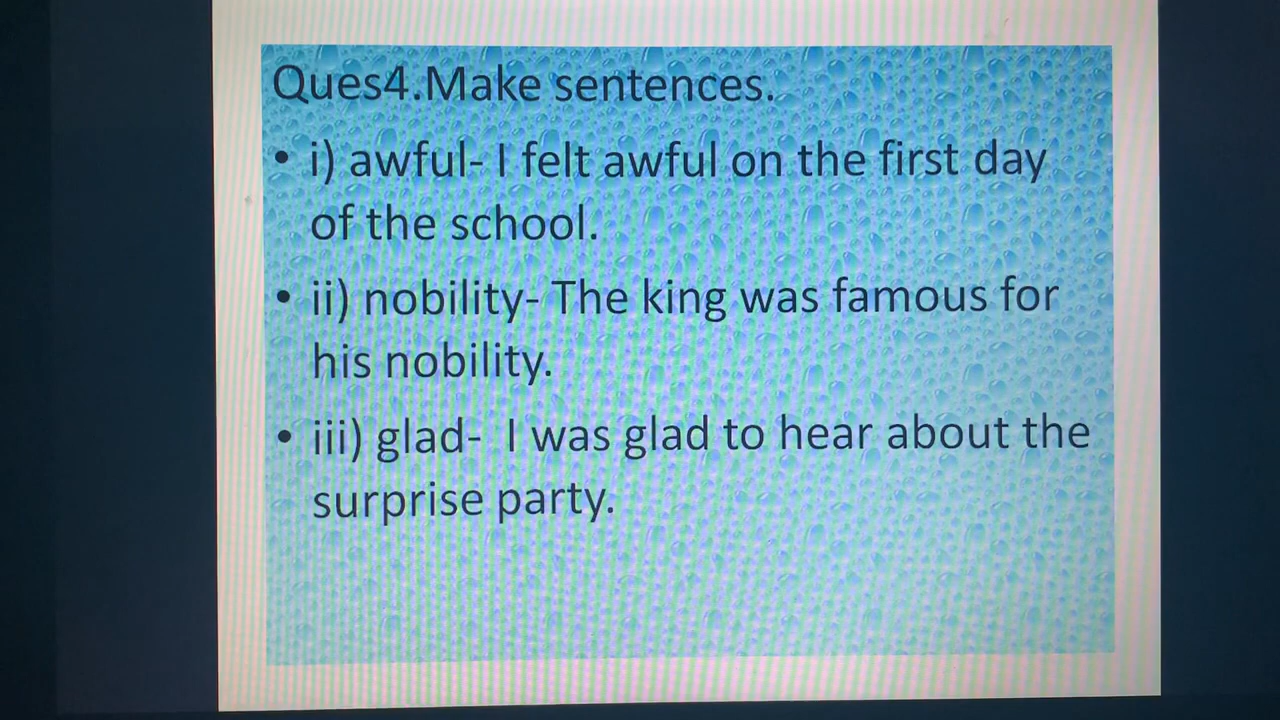 Ques4.Make sentences.
• i) awful- I felt awful on the first day
of the school.
• ii) nobility- The king was famous for
his nobility.
• iii) glad-  I was glad to hear about the
surprise party.